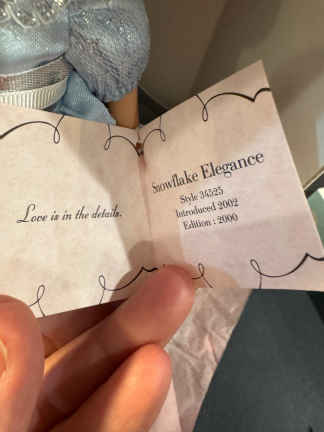 Love is in the details.
Snowflake Elegance
Style 34525
Introduced 2002
Edition : 2000